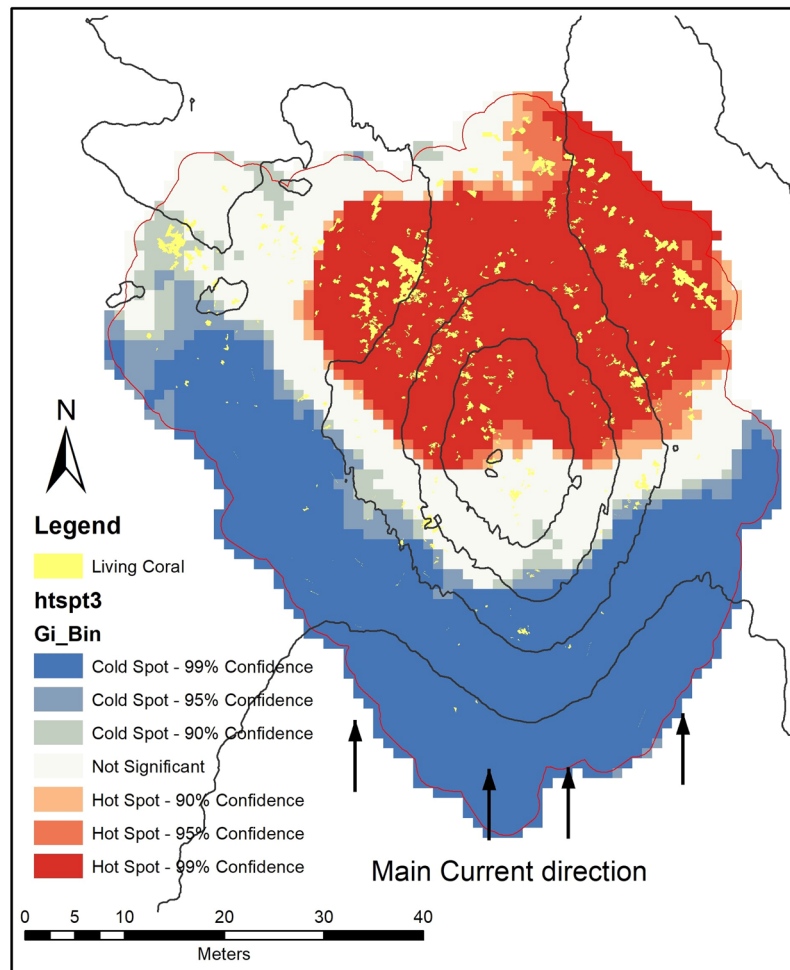 N
Legend
Living Coral
htspt3
Gi_Bin
Cold Spot - 99% Confidence
Cold Spot - 95% Confidence
Cold Spot - 90% Confidence
Not Significant
Hot Spot - 90% Confidence
Hot Spot - 95% Confidence
Hot Spot - 99% Confidence
Main Current direction
0 5 10 20 30 40
Meters